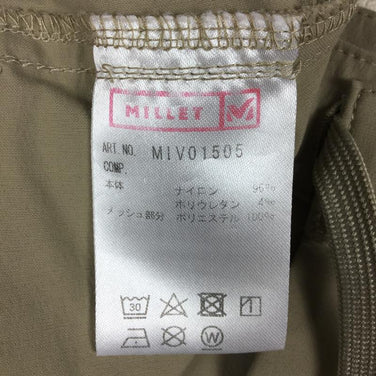 MILLET M
ART. NO. MIV01505
COMP.
本体 ナイロン 96%
ポリウレタン 4%
メッシュ部分 ポリエステル 100%
30 1
W